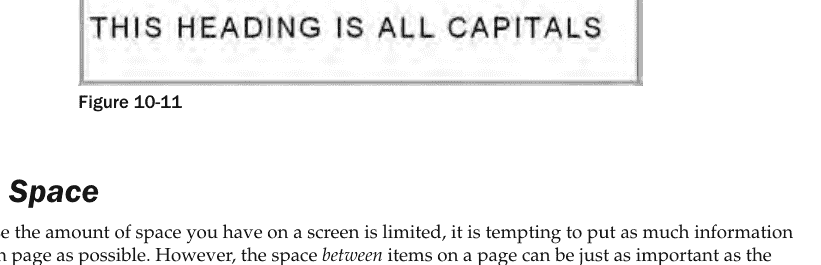 THIS HEADING IS ALL CAPITALS
Figure 10-11
Space
the amount of space you have on a screen is limited, it is tempting to put as much information
page as possible. However, the space between items on a page can be just as important as the